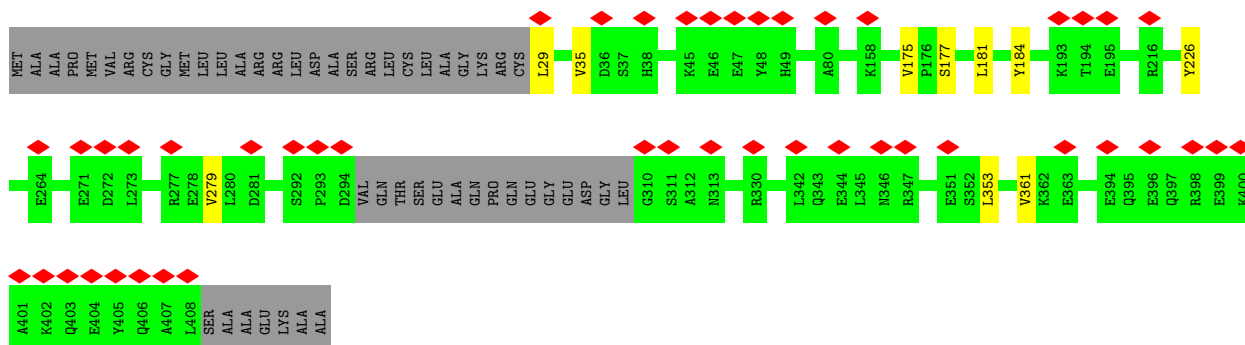 MET ALA ALA PRO MET VAL ARG CYS GLY MET LEU LEU ALA ARG ARG LEU ASP ALA SER ARG LEU CYS LEU ALA GLY LYS ARG CYS L29 V35 D36 S37 H38 K45 E46 E47 Y48 H49 A80 K158 V175 P176 S177 L181 Y184 K193 T194 E195 R216 Y226
E264 E271 D272 L273 R277 E278 V279 L280 D281 S292 P293 D294 VAL GLN THR SER GLU ALA GLN PRO GLN GLU GLY GLU ASP GLY LEU G310 S311 A312 N313 R330 L342 Q343 E344 L345 N346 R347 E351 S352 L353 V361 K362 E363 E394 Q395 E396 Q397 R398 E399 K400
A401 K402 Q403 E404 Y405 Q406 A407 L408 SER ALA ALA GLU LYS ALA ALA